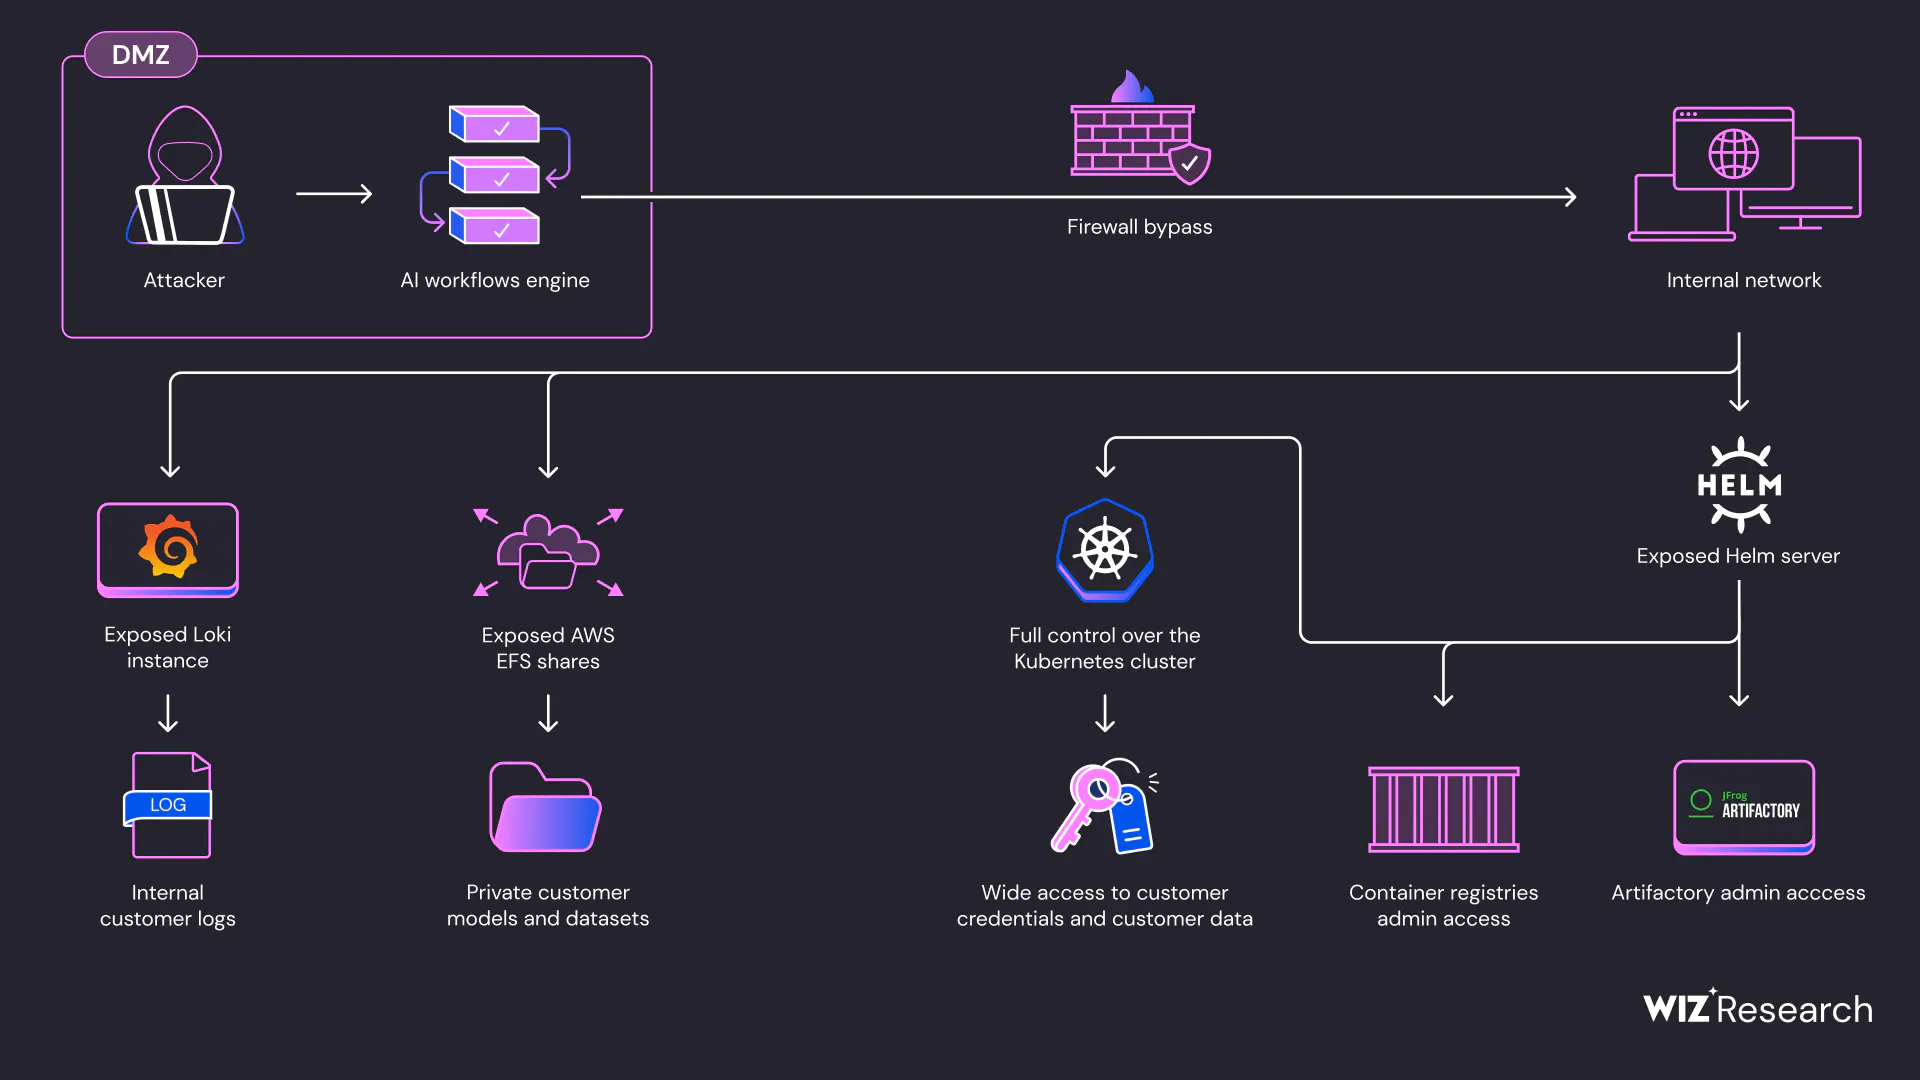 DMZ
Attacker
AI workflows engine
Firewall bypass
Internal network
HELM
Exposed Helm server
Exposed Loki
instance
Exposed AWS
EFS shares
Full control over the
Kubernetes cluster
LOG
JFrog
ARTIFACTORY
Internal
customer logs
Private customer
models and datasets
Wide access to customer
credentials and customer data
Container registries
admin access
Artifactory admin acccess
WIZ Research